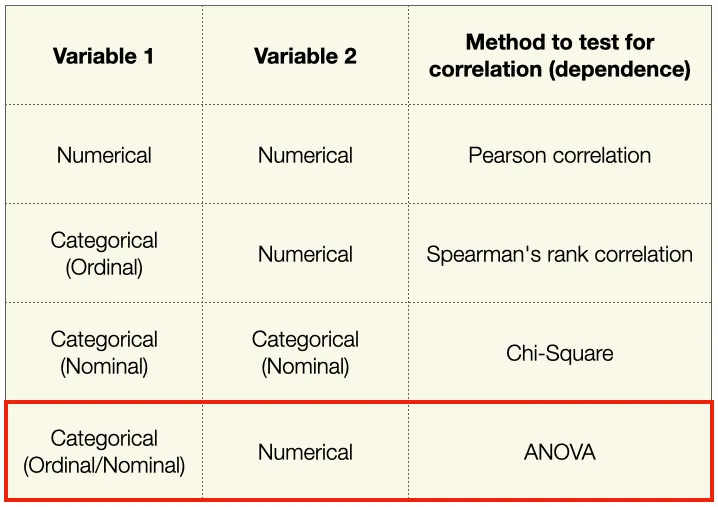 Variable 1
Variable 2
Method to test for
correlation (dependence)
Numerical
Numerical
Pearson correlation
Categorical
(Ordinal)
Numerical
Spearman's rank correlation
Categorical
(Nominal)
Categorical
(Nominal)
Chi-Square
Categorical
(Ordinal/Nominal)
Numerical
ANOVA